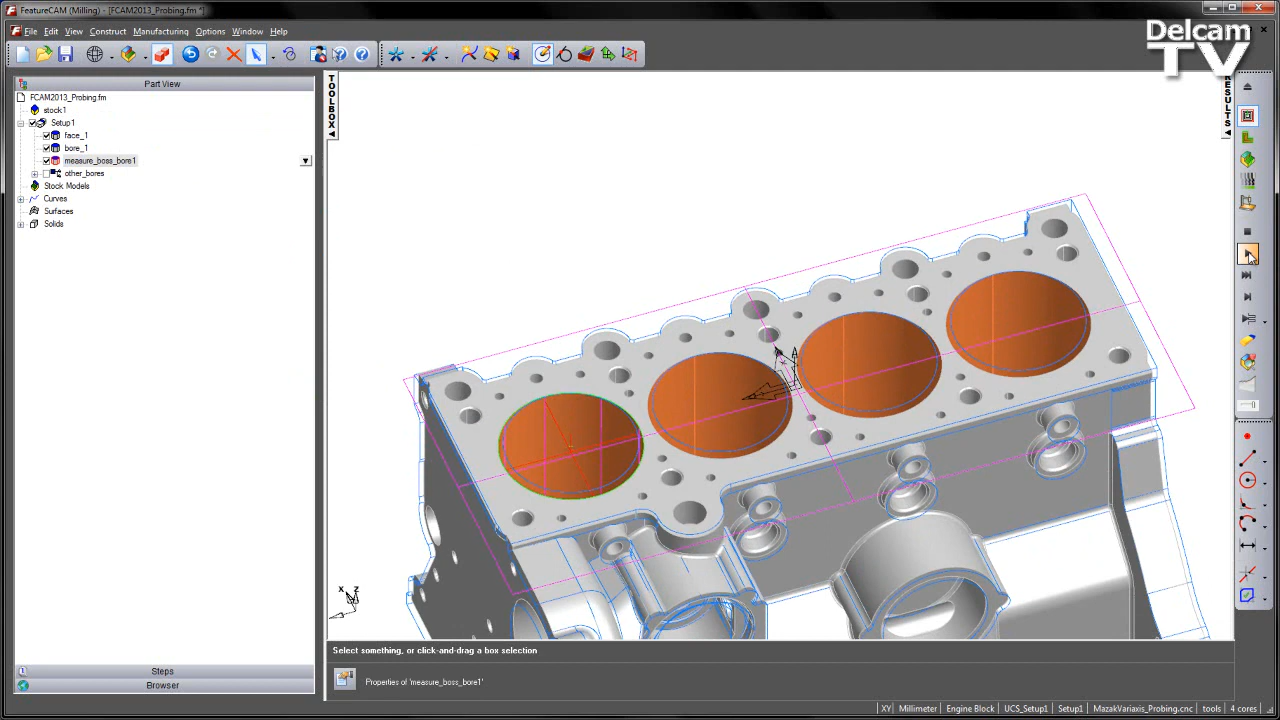 FeatureCAM (Milling) - [FCAM2013_Probing.fm *]
File Edit View Construct Manufacturing Options Window Help
Delcam
TV
Part View
FCAM2013_Probing.fm
stock1
Setup1
face_1
bore_1
measure_boss_bore1
other_bores
Stock Models
Curves
Surfaces
Solids
TOOLBOX
RESULTS
X
Z
Select something, or click-and-drag a box selection
Steps
Properties of 'measure_boss_bore1'
Browser
XY Millimeter Engine Block UCS_Setup1 Setup1 MazakVariaxis_Probing.cnc tools 4 cores